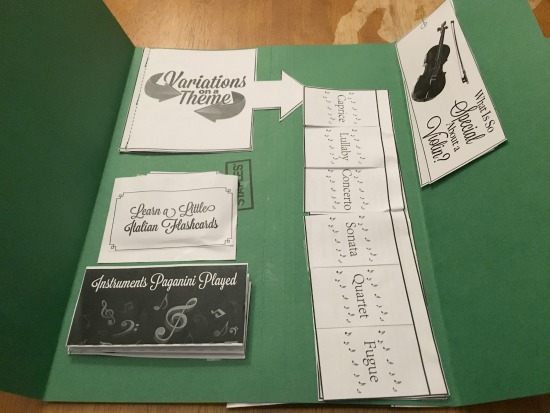 Variations
on a
Theme
Learn a Little
Italian Flashcards
Instruments Paganini Played
Caprice
Lullaby
Concerto
Sonata
Quartet
Fugue
What Is So
Special
About a
Violin?